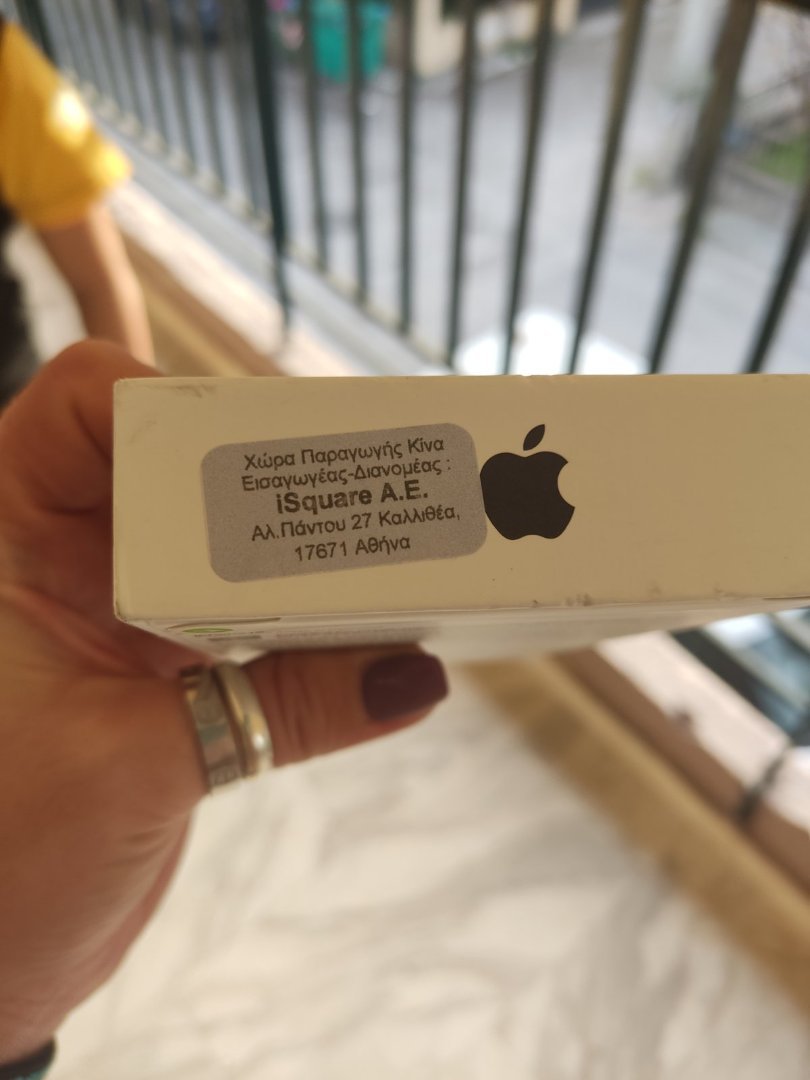 Χώρα Παραγωγής Κίνα
Εισαγωγέας-Διανομέας :
iSquare A.E.
Αλ.Πάντου 27 Καλλιθέα,
17671 Αθήνα